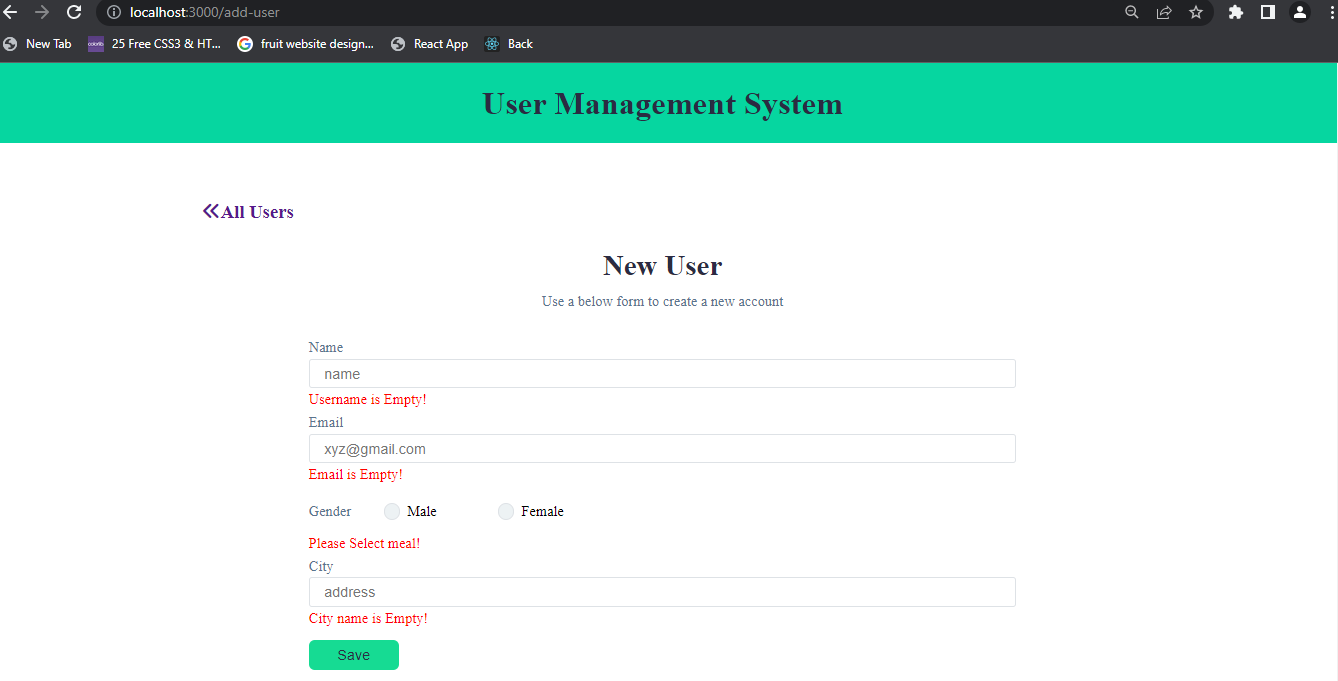 localhost:3000/add-user
New Tab colorlib 25 Free CSS3 & HT... G fruit website design... React App Back
User Management System
All Users
New User
Use a below form to create a new account
Name
name
Username is Empty!
Email
xyz@gmail.com
Email is Empty!
Gender Male Female
Please Select meal!
City
address
City name is Empty!
Save